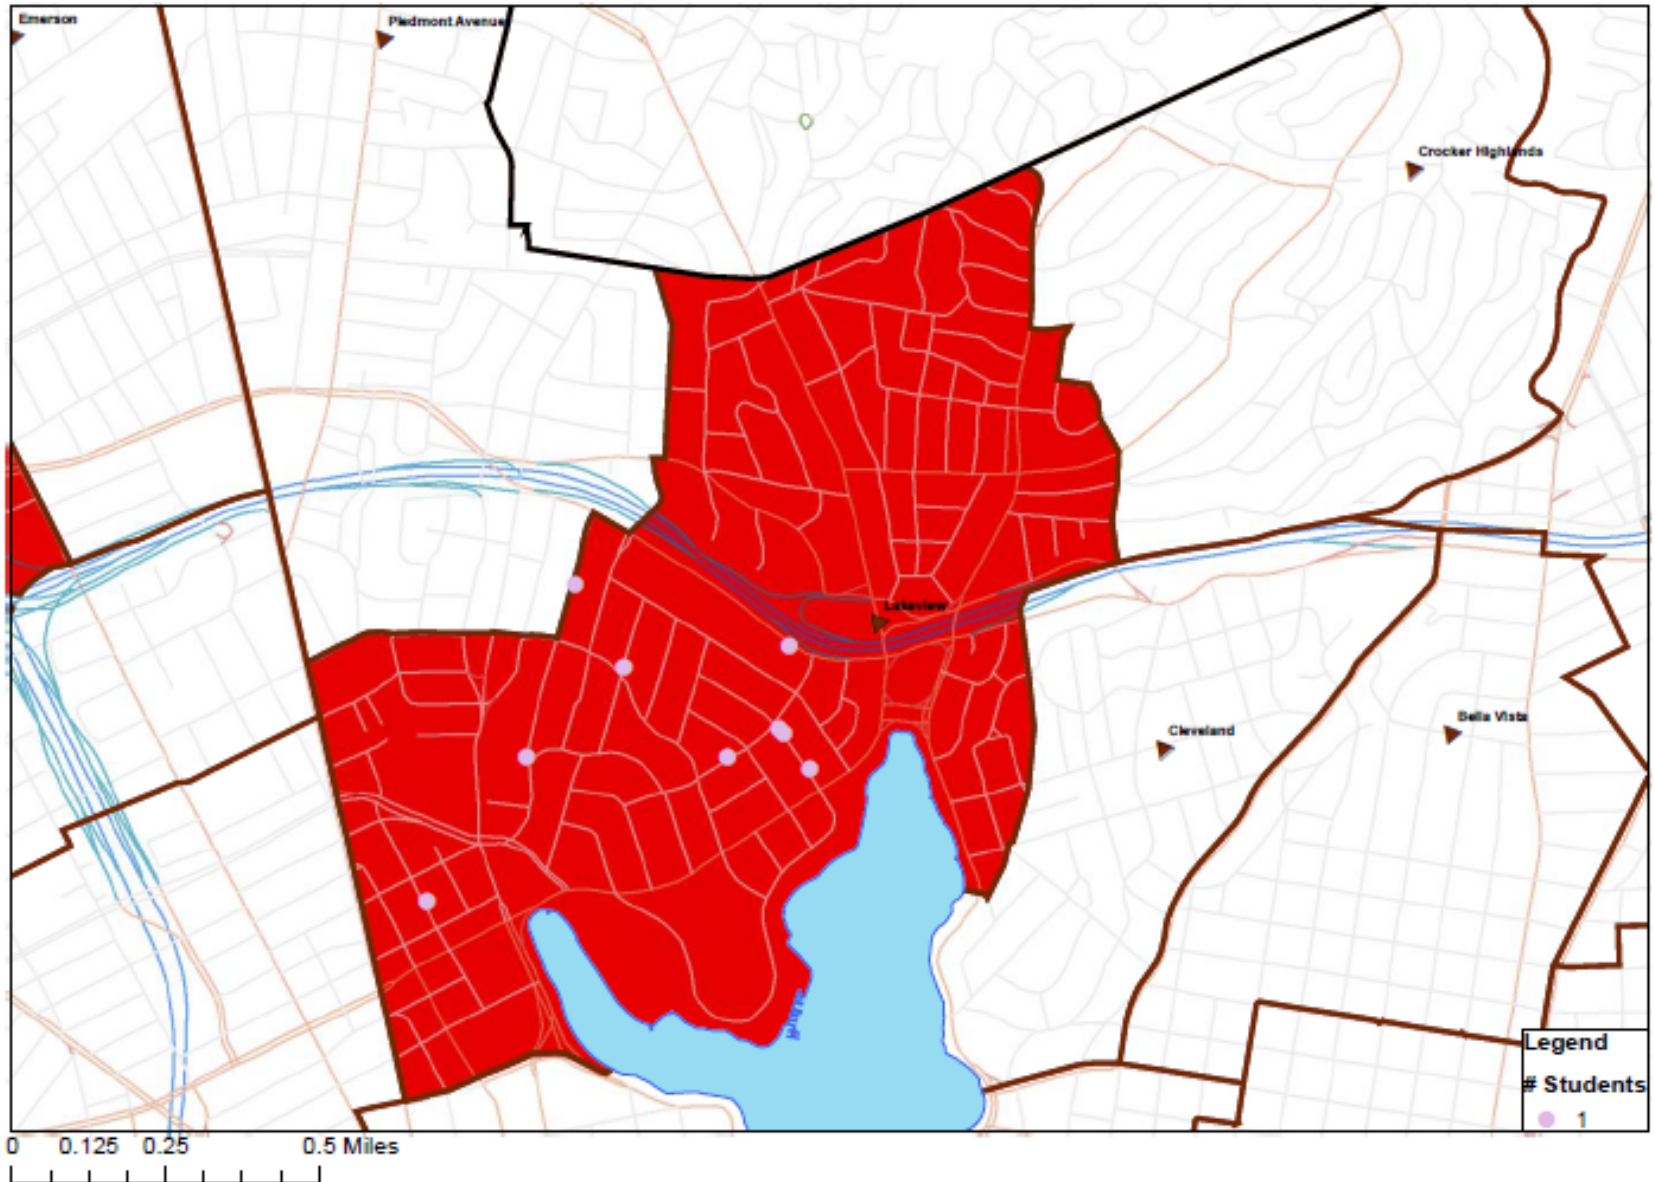 Emerson
Piedmont Avenue
Crocker Highlands
Lakeview
Cleveland
Bella Vista
Legend
# Students
1
0 0.125 0.25 0.5 Miles